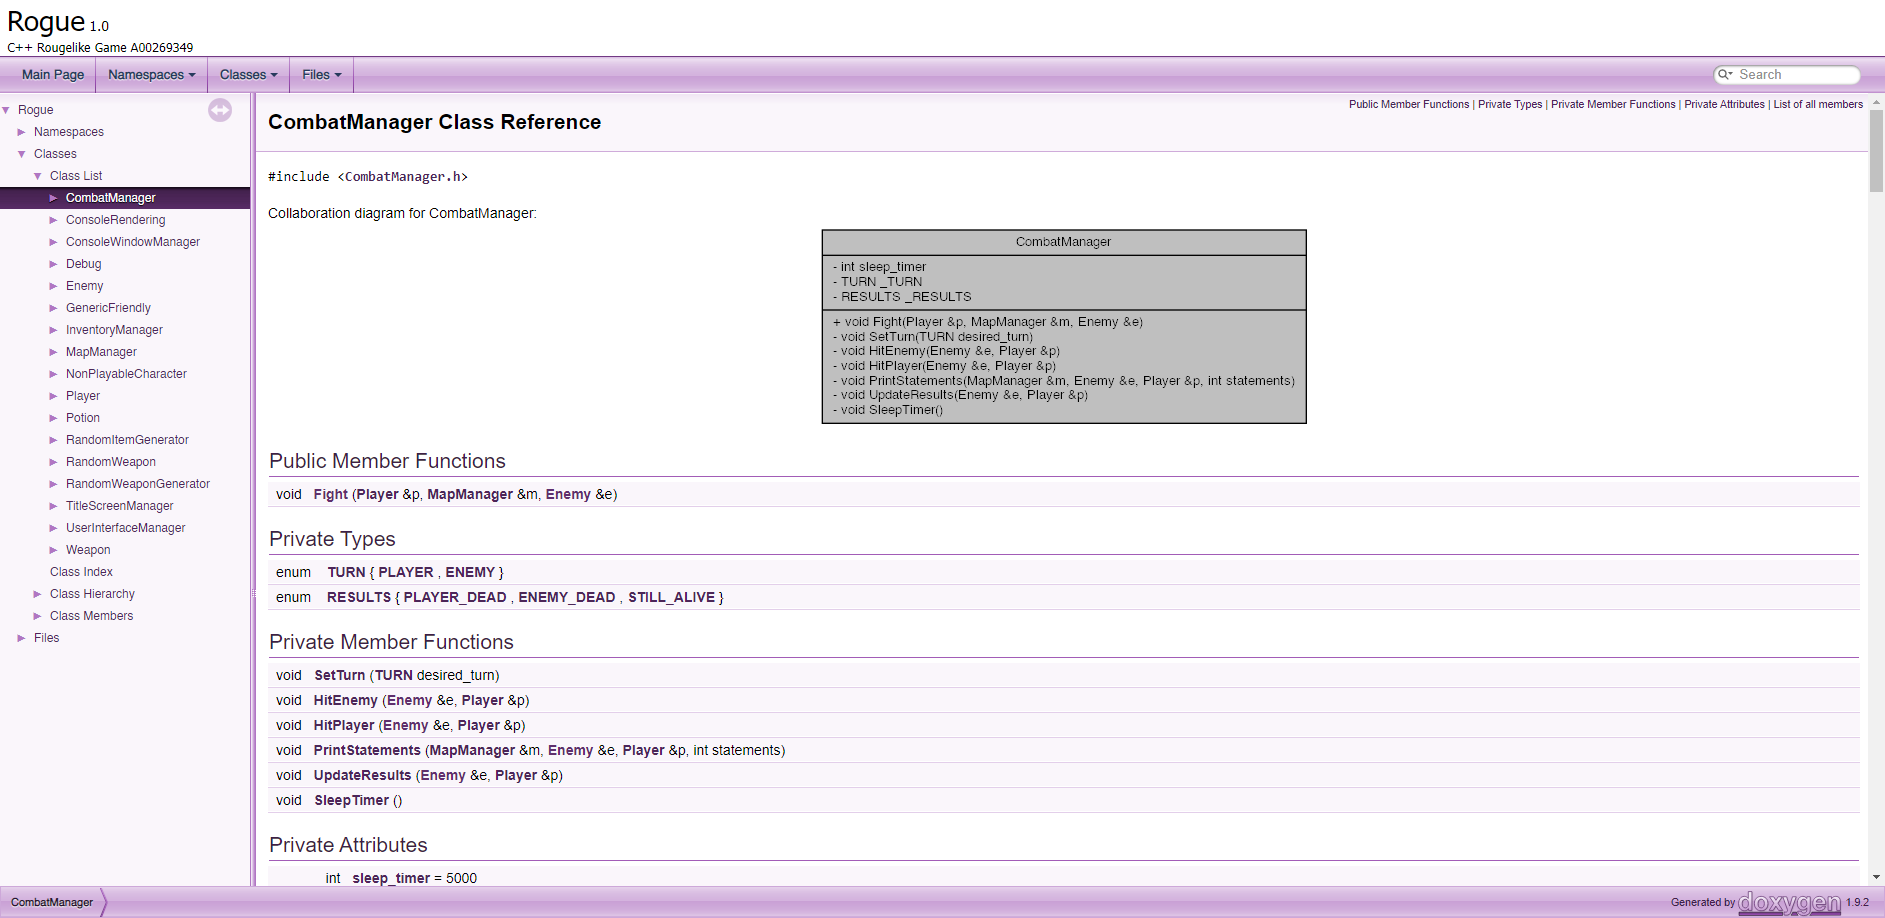 Rogue 1.0
C++ Rougelike Game A00269349
Main Page
Namespaces
Classes
Files
Search
Rogue
Namespaces
Classes
Class List
CombatManager
ConsoleRendering
ConsoleWindowManager
Debug
Enemy
GenericFriendly
InventoryManager
MapManager
NonPlayableCharacter
Player
Potion
RandomItemGenerator
RandomWeapon
RandomWeaponGenerator
TitleScreenManager
UserInterfaceManager
Weapon
Class Index
Class Hierarchy
Class Members
Files
Public Member Functions | Private Types | Private Member Functions | Private Attributes | List of all members
CombatManager Class Reference
#include <CombatManager.h>
Collaboration diagram for CombatManager:
CombatManager
- int sleep_timer
- TURN _TURN
- RESULTS _RESULTS
+ void Fight(Player &p, MapManager &m, Enemy &e)
- void SetTurn(TURN desired_turn)
- void HitEnemy(Enemy &e, Player &p)
- void HitPlayer(Enemy &e, Player &p)
- void PrintStatements(MapManager &m, Enemy &e, Player &p, int statements)
- void UpdateResults(Enemy &e, Player &p)
- void SleepTimer()
Public Member Functions
void Fight (Player &p, MapManager &m, Enemy &e)
Private Types
enum TURN { PLAYER , ENEMY }
enum RESULTS { PLAYER_DEAD , ENEMY_DEAD , STILL_ALIVE }
Private Member Functions
void SetTurn (TURN desired_turn)
void HitEnemy (Enemy &e, Player &p)
void HitPlayer (Enemy &e, Player &p)
void PrintStatements (MapManager &m, Enemy &e, Player &p, int statements)
void UpdateResults (Enemy &e, Player &p)
void SleepTimer ()
Private Attributes
int sleep_timer = 5000
CombatManager
Generated by doxygen 1.9.2